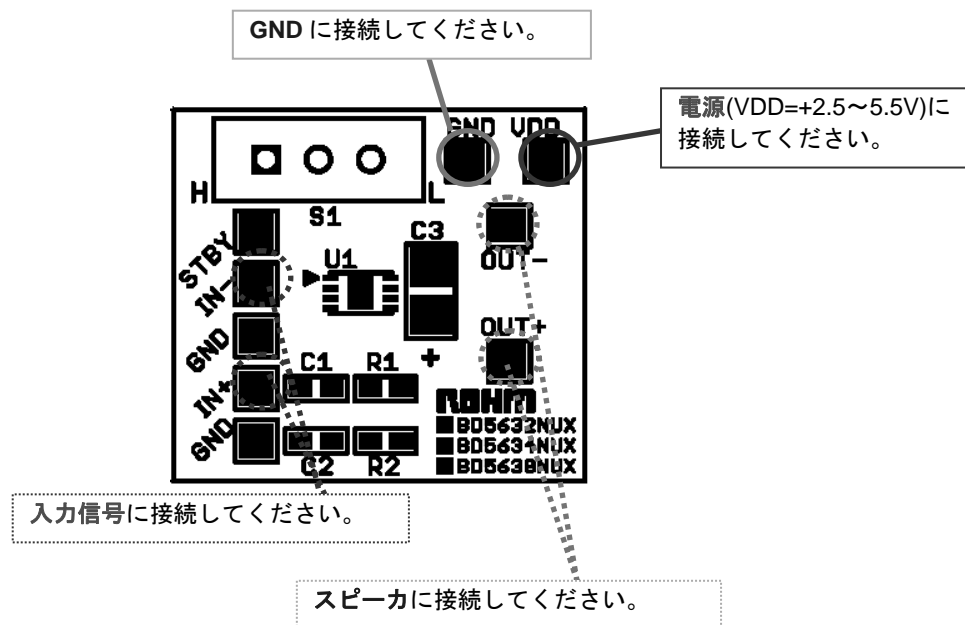 GND に接続してください。
電源(VDD=+2.5～5.5V)に
接続してください。
GND VDD
H L
S1
C3
STBY
U1
OUT-
IN-
OUT+
GND
C1 R1
+
IN+
ROHM
BD5632NUX
GND
BD5634NUX
C2 R2
BD5638NUX
入力信号に接続してください。
スピーカに接続してください。